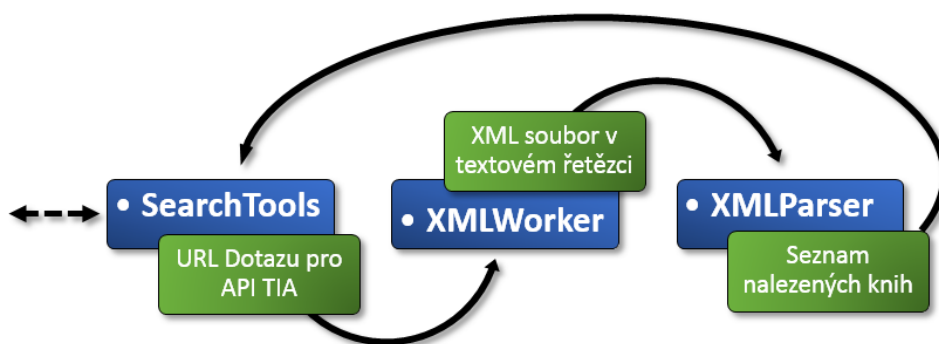 • SearchTools
URL Dotazu pro
API TIA
XML soubor v
textovém řetězci
• XMLWorker
• XMLParser
Seznam
nalezených knih